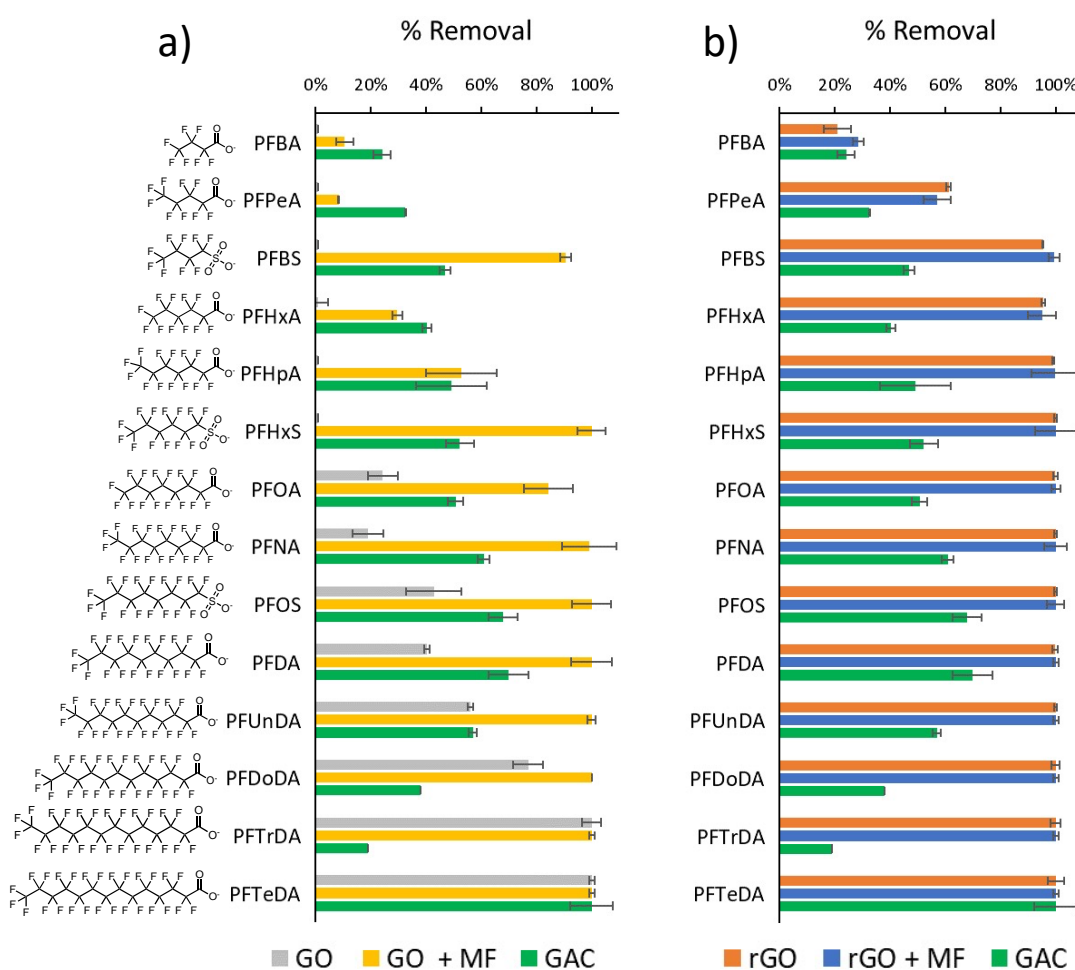 a)
% Removal
b)
% Removal
0% 20% 40% 60% 80% 100%
0% 20% 40% 60% 80% 100%
PFBA
PFPeA
PFBS
PFHxA
PFHpA
PFHxS
PFOA
PFNA
PFOS
PFDA
PFUnDA
PFDoDA
PFTrDA
PFTeDA
PFBA
PFPeA
PFBS
PFHxA
PFHpA
PFHxS
PFOA
PFNA
PFOS
PFDA
PFUnDA
PFDoDA
PFTrDA
PFTeDA
GO GO + MF GAC
rGO rGO + MF GAC